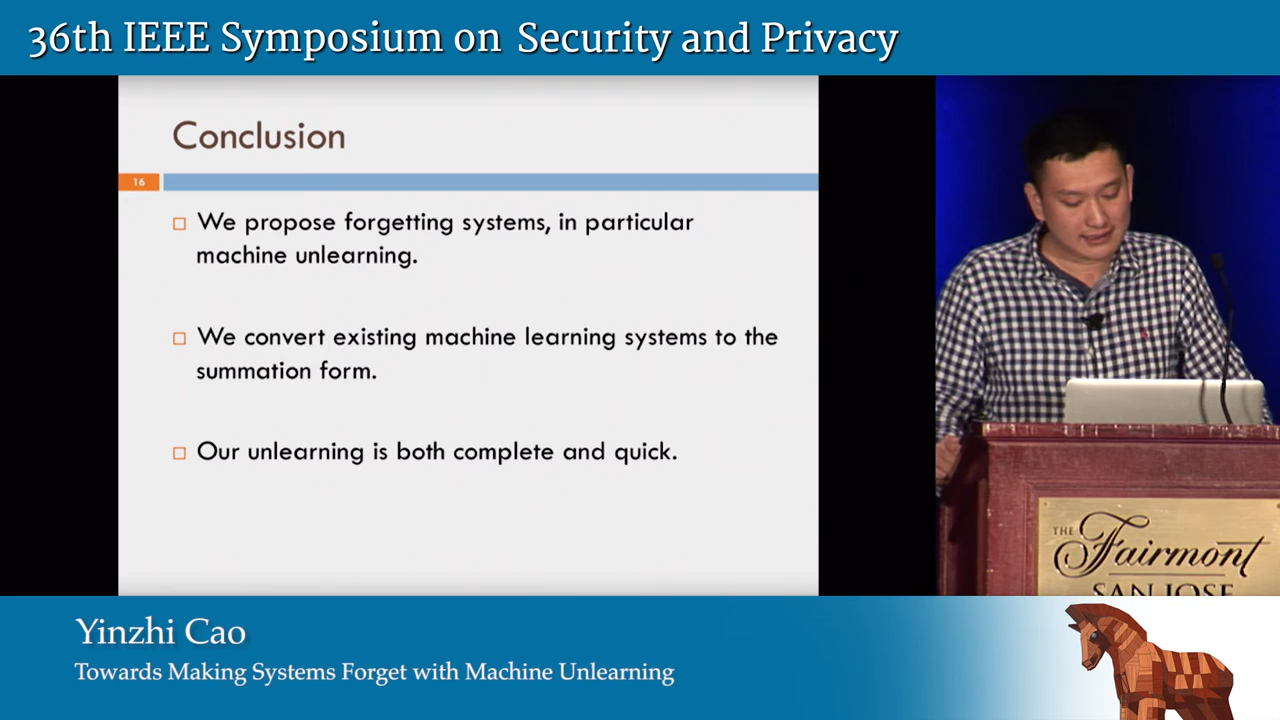 36th IEEE Symposium on Security and Privacy
Conclusion
16
We propose forgetting systems, in particular
machine unlearning.
We convert existing machine learning systems to the
summation form.
Our unlearning is both complete and quick.
THE
Fairmont
SAN JOSE
Yinzhi Cao
Towards Making Systems Forget with Machine Unlearning